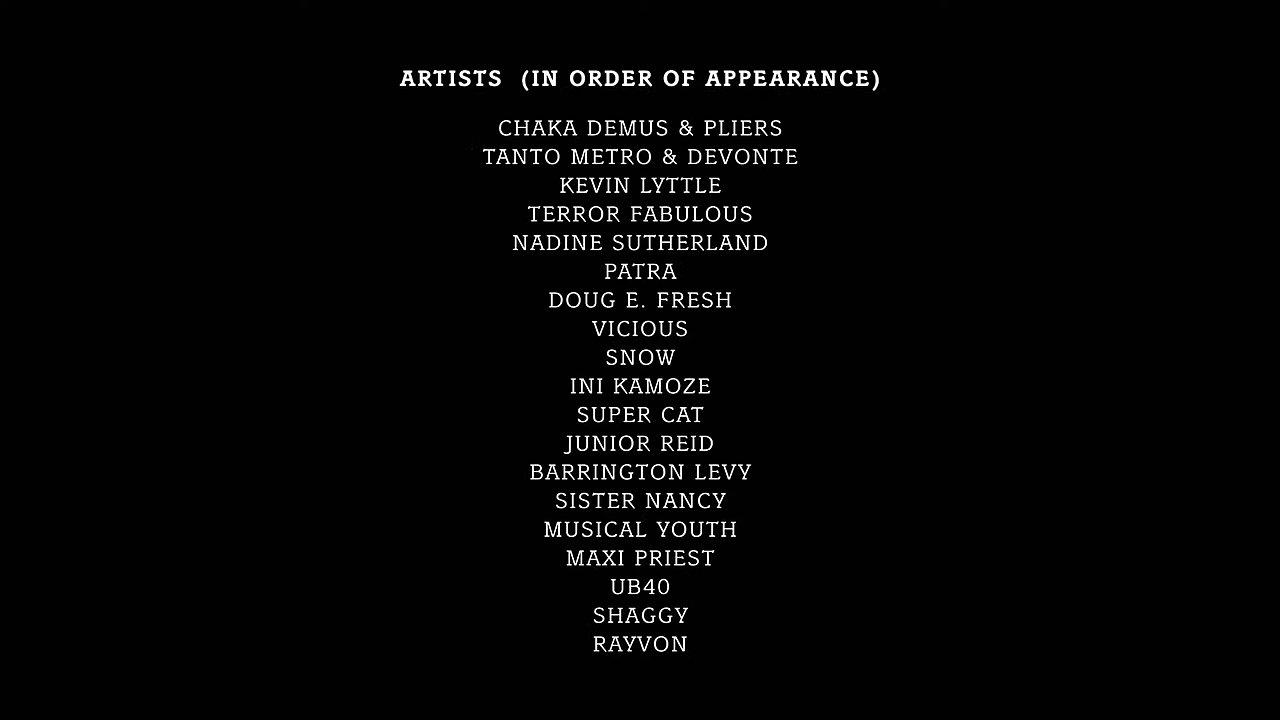 ARTISTS (IN ORDER OF APPEARANCE)
CHAKA DEMUS & PLIERS
TANTO METRO & DEVONTE
KEVIN LYTTLE
TERROR FABULOUS
NADINE SUTHERLAND
PATRA
DOUG E. FRESH
VICIOUS
SNOW
INI KAMOZE
SUPER CAT
JUNIOR REID
BARRINGTON LEVY
SISTER NANCY
MUSICAL YOUTH
MAXI PRIEST
UB40
SHAGGY
RAYVON